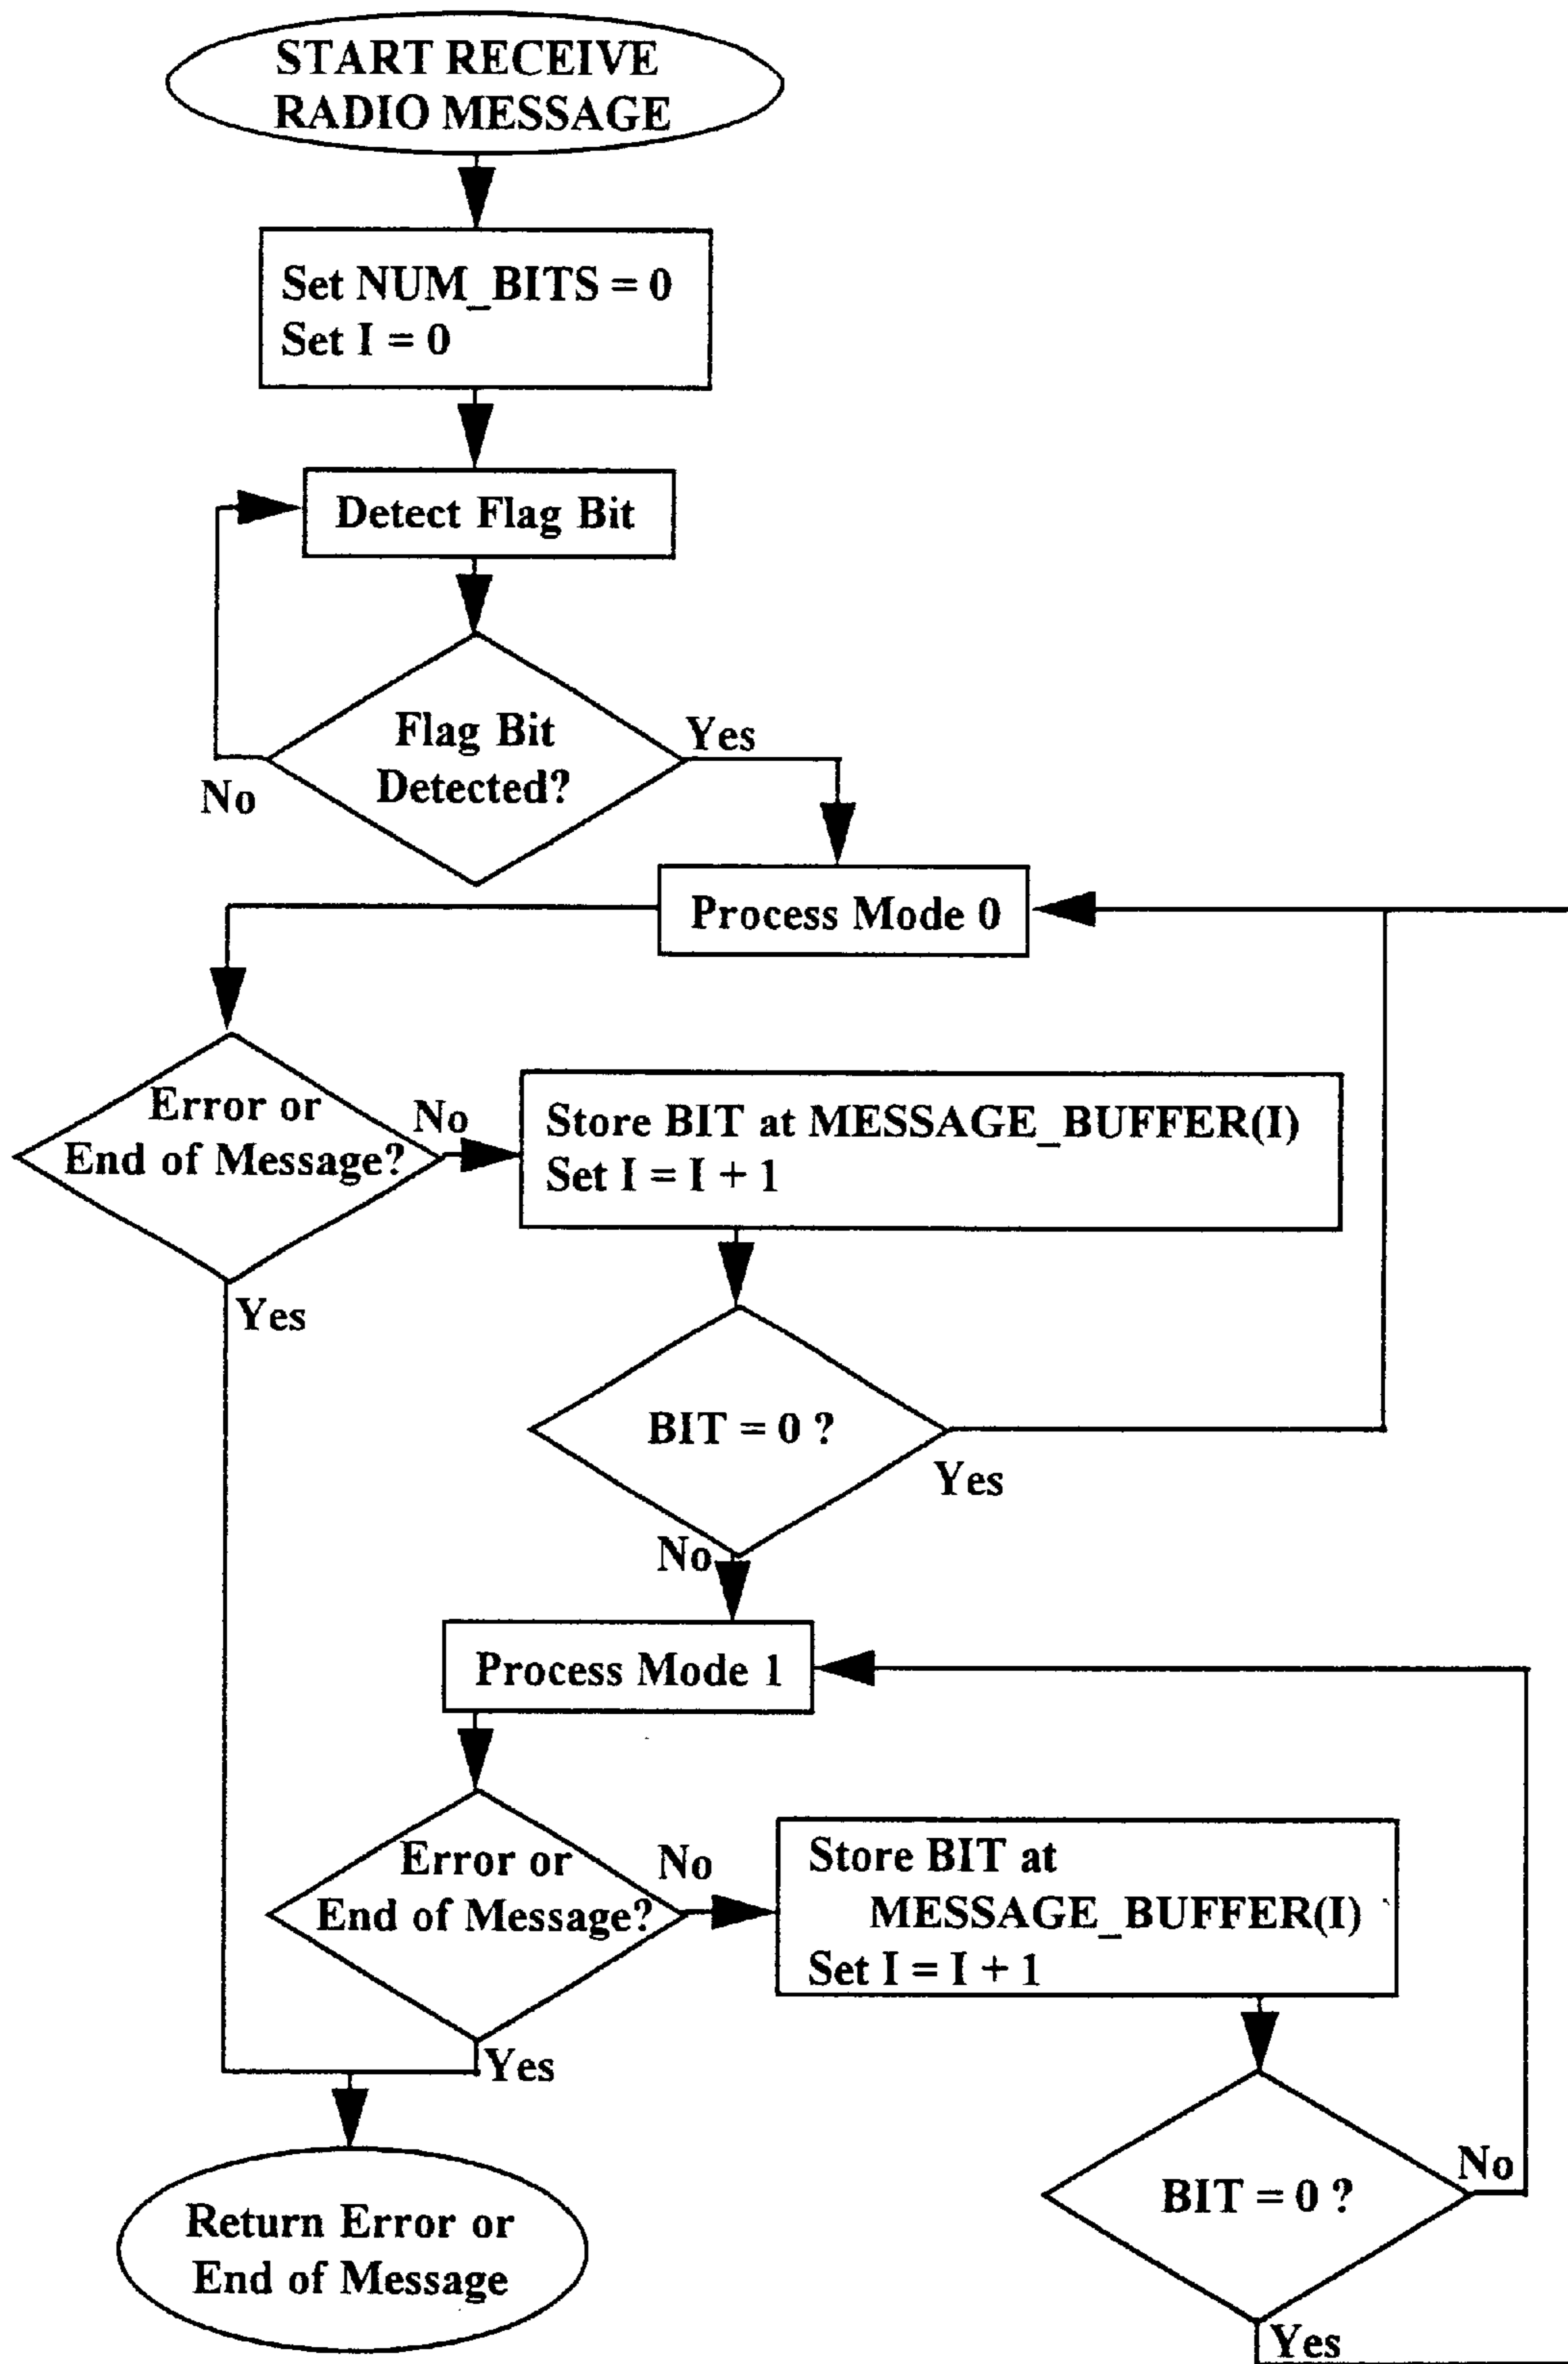 START RECEIVE
RADIO MESSAGE
Set NUM_BITS = 0
Set I = 0
Detect Flag Bit
Flag Bit
Detected?
Yes
No
Process Mode 0
Error or
End of Message?
No
Yes
Store BIT at MESSAGE_BUFFER(I)
Set I = I + 1
BIT = 0 ?
Yes
No
Process Mode 1
Error or
End of Message?
No
Yes
Store BIT at
MESSAGE_BUFFER(I)
Set I = I + 1
BIT = 0 ?
No
Yes
Return Error or
End of Message